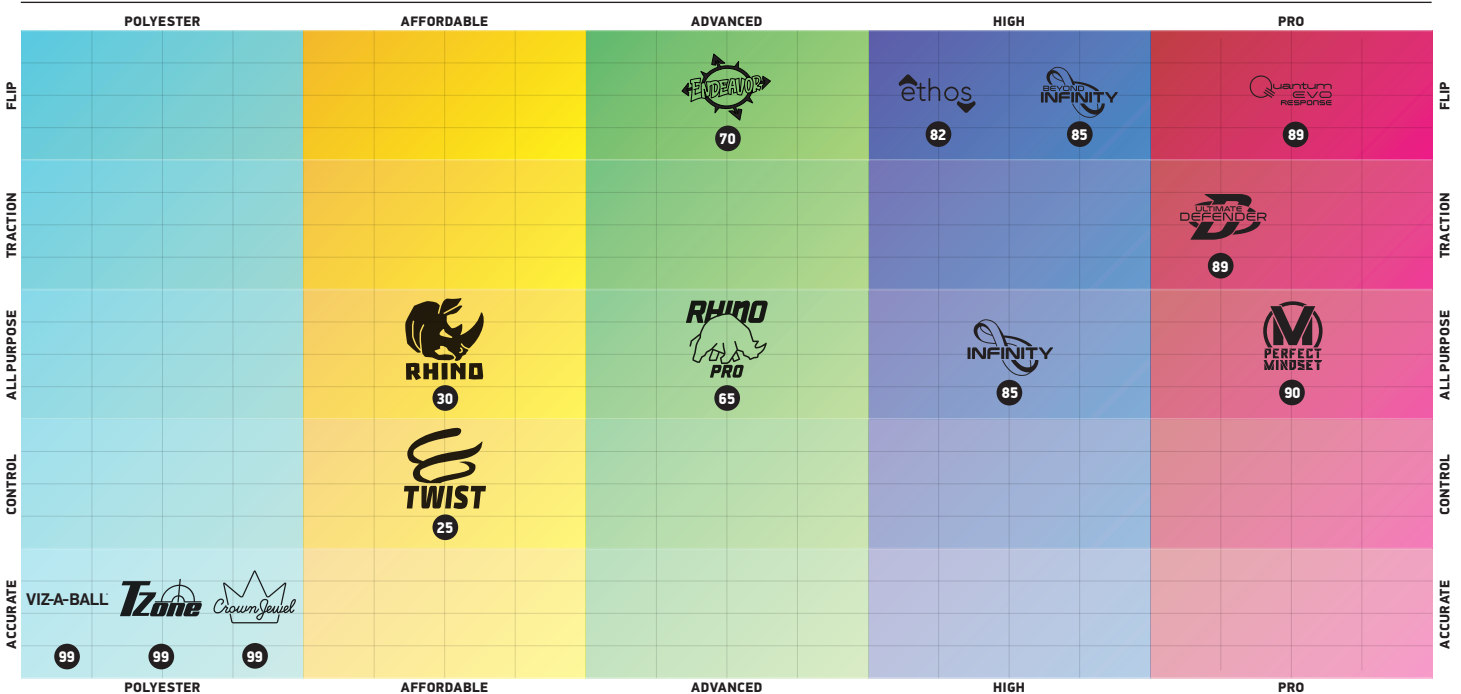 POLYESTER AFFORDABLE ADVANCED HIGH PRO
FLIP
ENDEAVOR
70
ethos
82
BEYOND
INFINITY
85
Quantum
EVO
RESPONSE
89
FLIP
TRACTION
ULTIMATE
DEFENDER
89
TRACTION
ALL PURPOSE
RHINO
30
RHINO
PRO
65
INFINITY
85
PERFECT
MINDSET
90
ALL PURPOSE
CONTROL
TWIST
25
CONTROL
ACCURATE
VIZ-A-BALL
99
TZone
99
Crown Jewel
99
ACCURATE
POLYESTER AFFORDABLE ADVANCED HIGH PRO